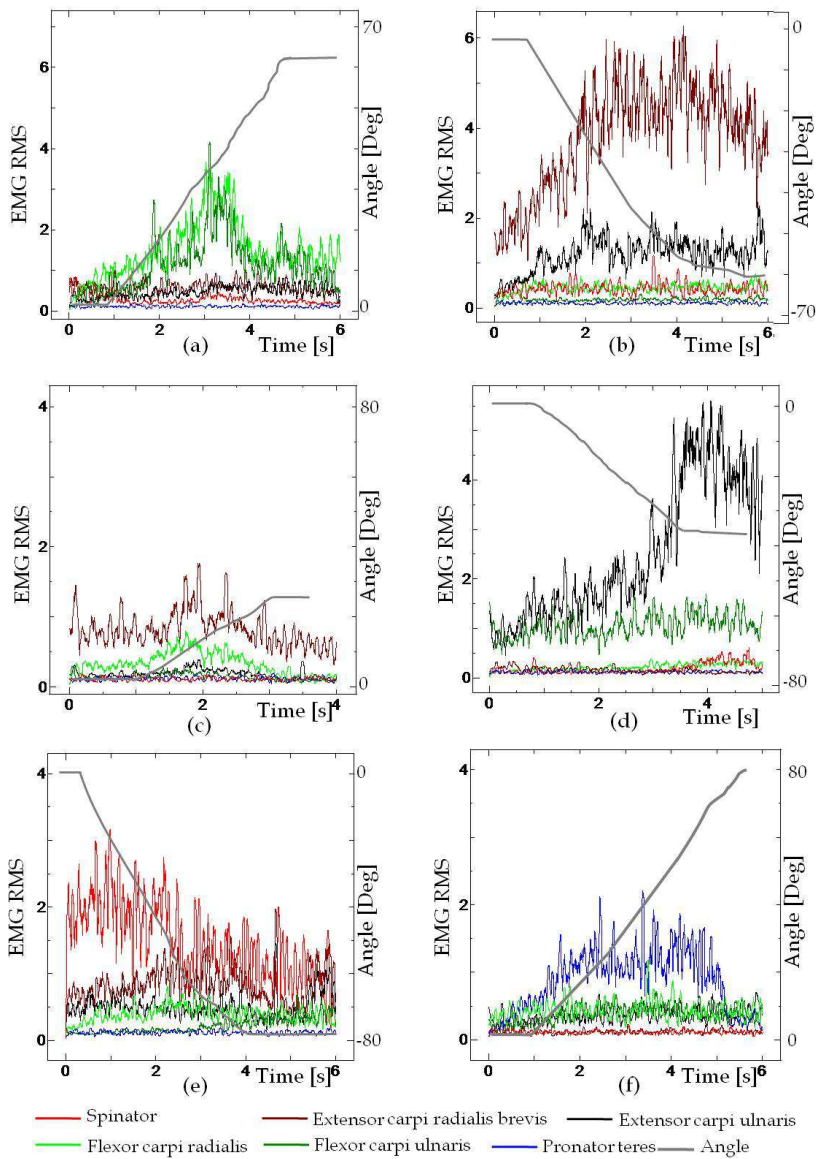 70
0
6
4
2
0
EMG RMS
Angle [Deg]
0
2
4
6
(a)
Time [s]
0
-70
6
4
2
0
EMG RMS
Angle [Deg]
0
2
4
6
(b)
Time [s]
80
0
4
2
0
EMG RMS
Angle [Deg]
0
2
4
(c)
Time [s]
0
-80
4
2
0
EMG RMS
Angle [Deg]
0
2
4
(d)
Time [s]
0
-80
4
2
0
EMG RMS
Angle [Deg]
0
2
4
6
(e)
Time [s]
80
0
4
2
0
EMG RMS
Angle [Deg]
0
2
4
6
(f)
Time [s]
Spinator
Extensor carpi radialis brevis
Extensor carpi ulnaris
Flexor carpi radialis
Flexor carpi ulnaris
Pronator teres
Angle